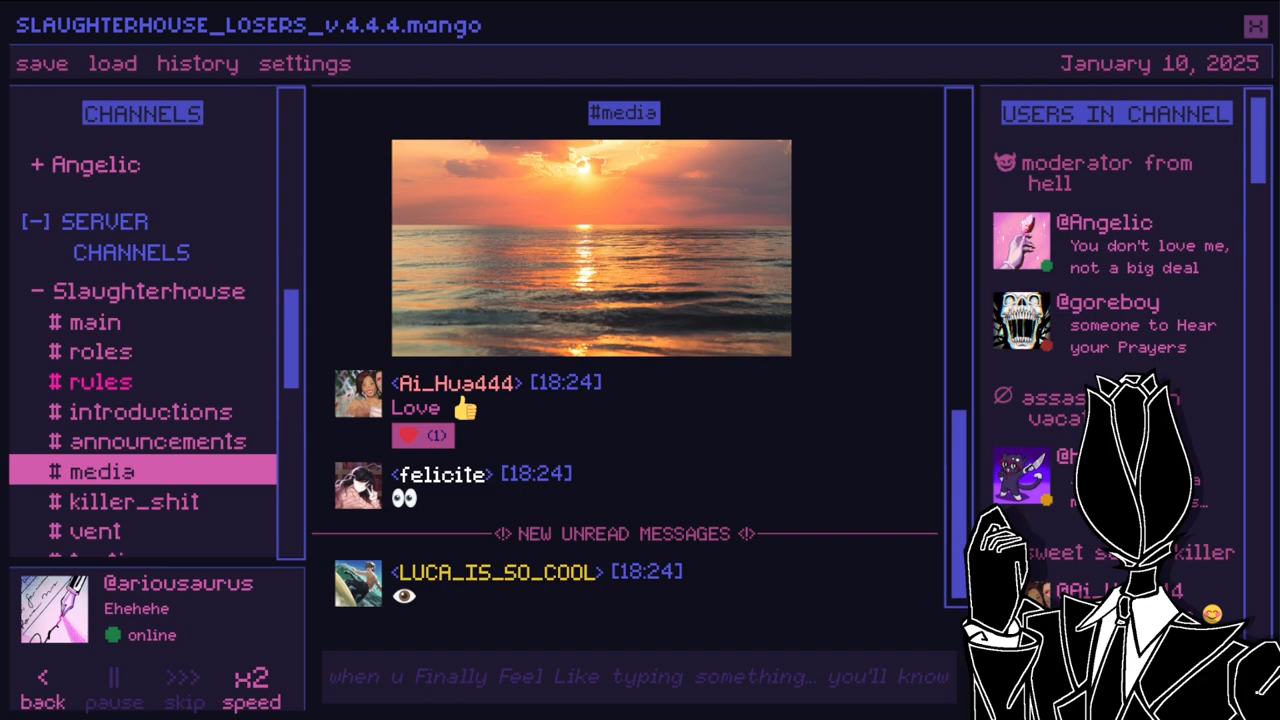 SLAUGHTERHOUSE_LOSERS_v.4.4.4.mango
x
save load history settings
January 10, 2025
CHANNELS
+ Angelic
[-] SERVER
CHANNELS
- Slaughterhouse
# main
# roles
# rules
# introductions
# announcements
# media
# killer_shit
# vent
@ariousaurus
Ehehehe
online
< || >>> x2
back pause skip speed
#media
<Ai_Hua444> [18:24]
Love 👍
❤️ (1)
<felicite> [18:24]
👀
NEW UNREAD MESSAGES
<LUCA_IS_SO_COOL> [18:24]
👁️
when u Finally Feel Like typing something… you'll know
USERS IN CHANNEL
😈 moderator from
hell
@Angelic
You don't love me,
not a big deal
@goreboy
someone to Hear
your Prayers
sweet
killer